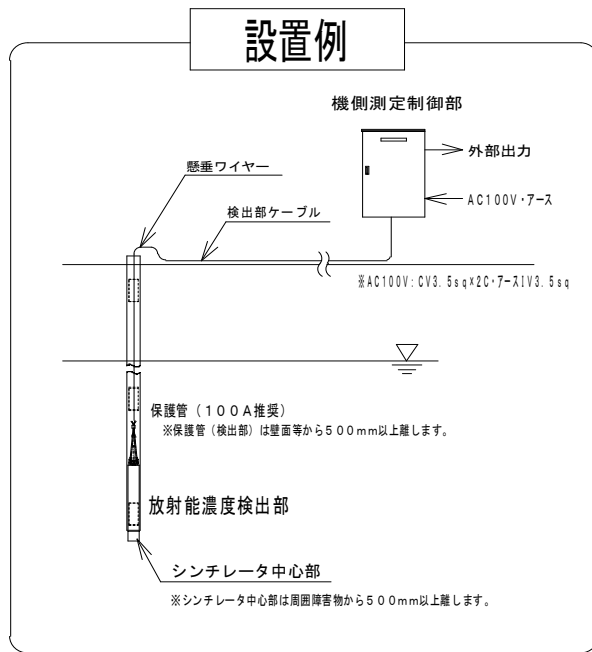 設置例
機側測定制御部
外部出力
懸垂ワイヤー
AC100V・アース
検出部ケーブル
※AC100V:CV3.5sq×2C・アースIV3.5sq
保護管(100A推奨)
※保護管(検出部)は壁面等から500mm以上離します。
放射能濃度検出部
シンチレータ中心部
※シンチレータ中心部は周囲障害物から500mm以上離します。